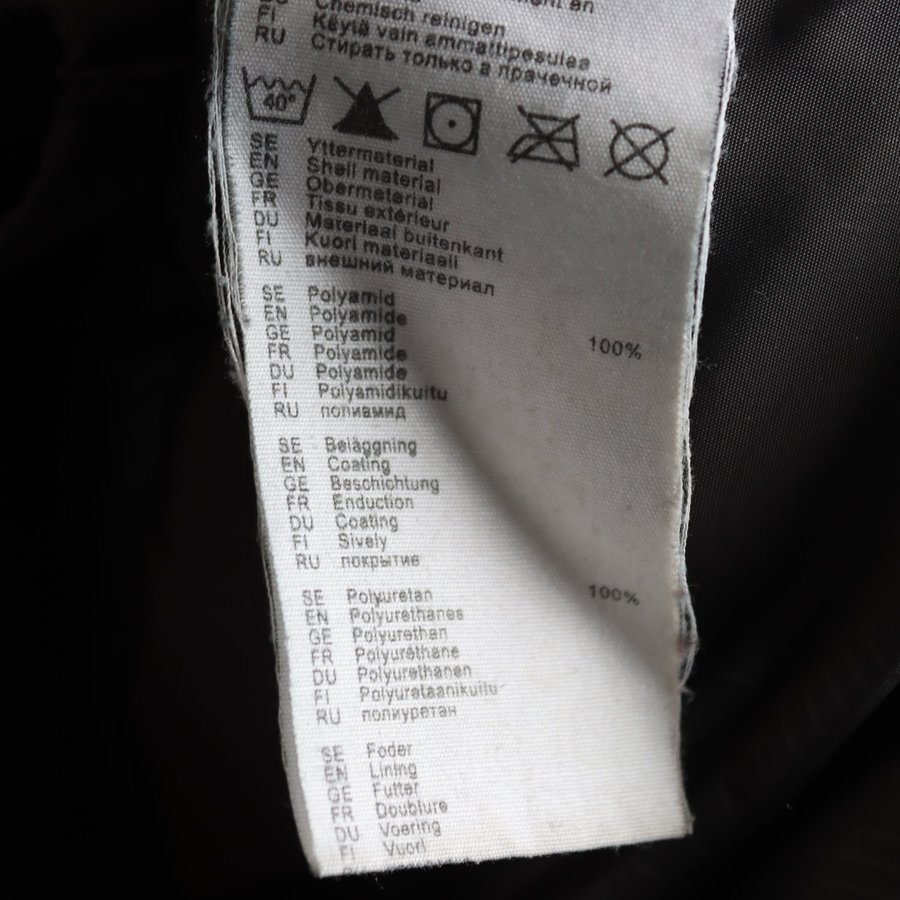 Chemisch reinigen
FI Käytä vain ammattipesulaa
RU Стирать только в прачечной
40°
SE Yttermaterial
EN Shell material
GE Obermaterial
FR Tissu extérieur
DU Materiaal buitenkant
FI Kuori materiaali
RU внешний материал
SE Polyamid
EN Polyamide
GE Polyamid
FR Polyamide 100%
DU Polyamide
FI Polyamidikuitu
RU полиамид
SE Beläggning
EN Coating
GE Beschichtung
FR Enduction
DU Coating
FI Sively
RU покрытие
SE Polyuretan 100%
EN Polyurethanes
GE Polyurethan
FR Polyuréthane
DU Polyurethanen
FI Polyuretaanikuitu
RU полиуретан
SE Foder
EN Lining
GE Futter
FR Doublure
DU Voering
FI Vuori
RU